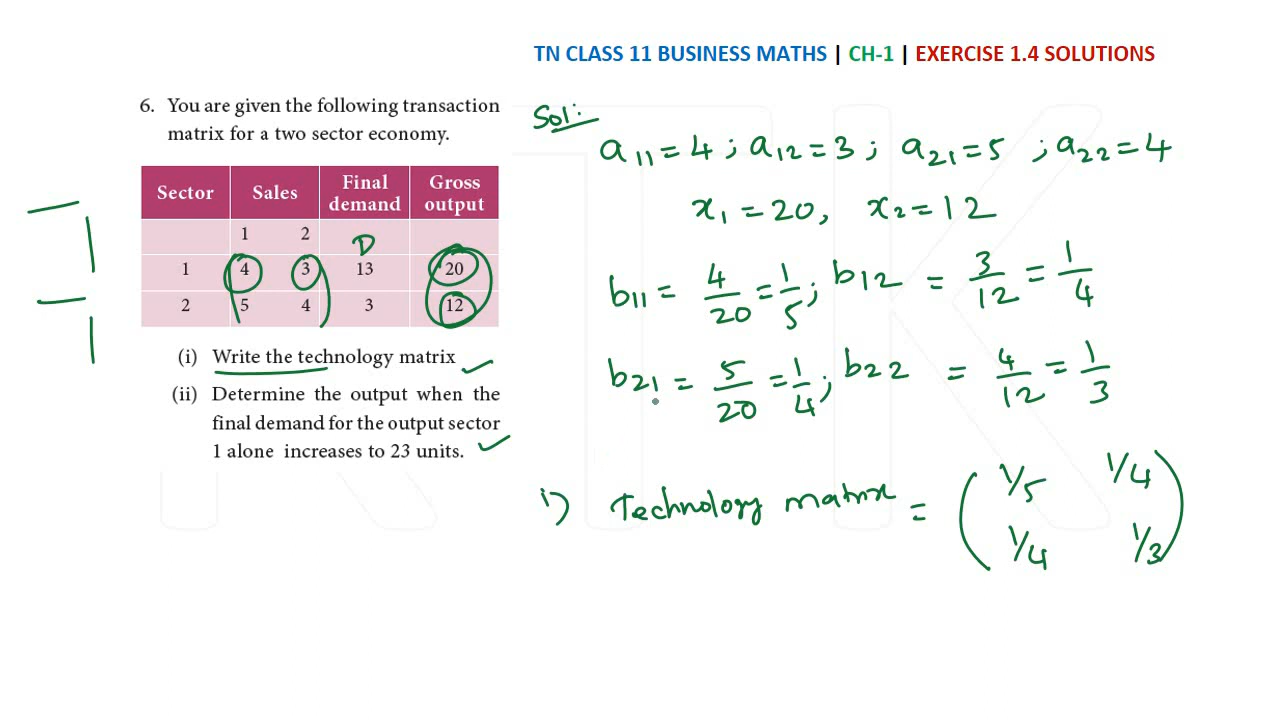 TN CLASS 11 BUSINESS MATHS | CH-1 | EXERCISE 1.4 SOLUTIONS
6. You are given the following transaction
matrix for a two sector economy.
Sector Sales Final demand Gross output
1 2 D
1 4 3 13 20
2 5 4 3 12
(i) Write the technology matrix
(ii) Determine the output when the
final demand for the output sector
1 alone increases to 23 units.
Sol:
a11 = 4 ; a12 = 3 ; a21 = 5 ; a22 = 4
x1 = 20, x2 = 12
b11 = 4/20 = 1/5 ; b12 = 3/12 = 1/4
b21 = 5/20 = 1/4 ; b22 = 4/12 = 1/3
i) Technology matrix = ( 1/5 1/4
1/4 1/3 )